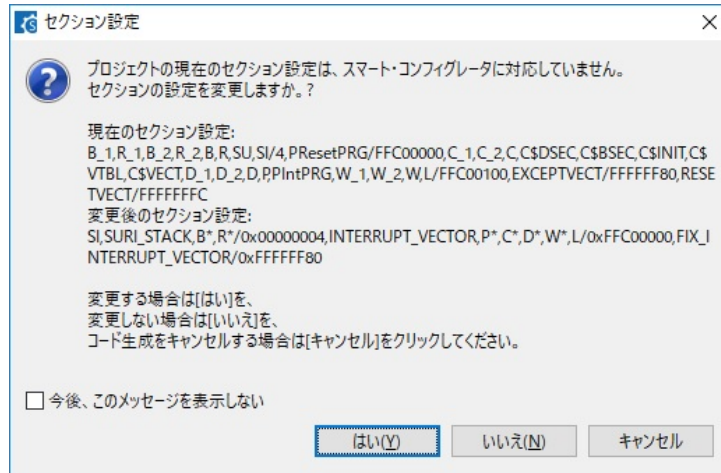 セクション設定
プロジェクトの現在のセクション設定は、スマート・コンフィグレータに対応していません。
セクションの設定を変更しますか。?
現在のセクション設定:
B_1,R_1,B_2,R_2,B,R,SU,SI/4,PResetPRG/FFC00000,C_1,C_2,C,C$DSEC,C$BSEC,C$INIT,C$
VTBL,C$VECT,D_1,D_2,D,P,PIntPRG,W_1,W_2,W,L/FFC00100,EXCEPTVECT/FFFFFF80,RESE
TVECT/FFFFFFFC
変更後のセクション設定:
SI,SURI_STACK,B*,R*/0x00000004,INTERRUPT_VECTOR,P*,C*,D*,W*,L/0xFFC00000,FIX_I
NTERRUPT_VECTOR/0xFFFFFF80
変更する場合は[はい]を、
変更しない場合は[いいえ]を、
コード生成をキャンセルする場合は[キャンセル]をクリックしてください。
今後、このメッセージを表示しない
はい(Y) いいえ(N) キャンセル